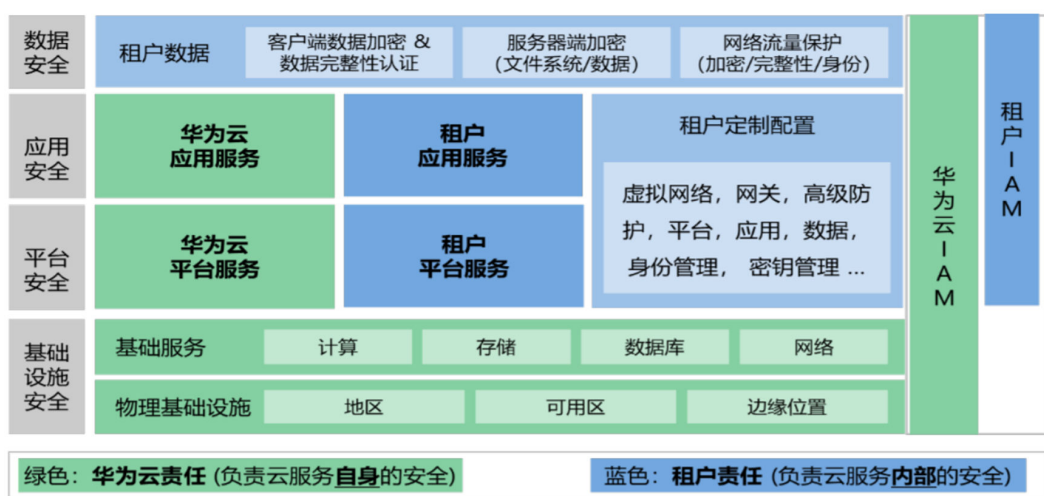 数据
安全
租户数据
客户端数据加密 &
数据完整性认证
服务器端加密
(文件系统/数据)
网络流量保护
(加密/完整性/身份)
应用
安全
华为云
应用服务
租户
应用服务
租户定制配置
虚拟网络，网关，高级防
护，平台，应用，数据，
身份管理， 密钥管理 ...
平台
安全
华为云
平台服务
租户
平台服务
基础
设施
安全
基础服务
计算
存储
数据库
网络
物理基础设施
地区
可用区
边缘位置
华为云IAM
租户IAM
绿色：华为云责任 (负责云服务自身的安全)
蓝色：租户责任 (负责云服务内部的安全)